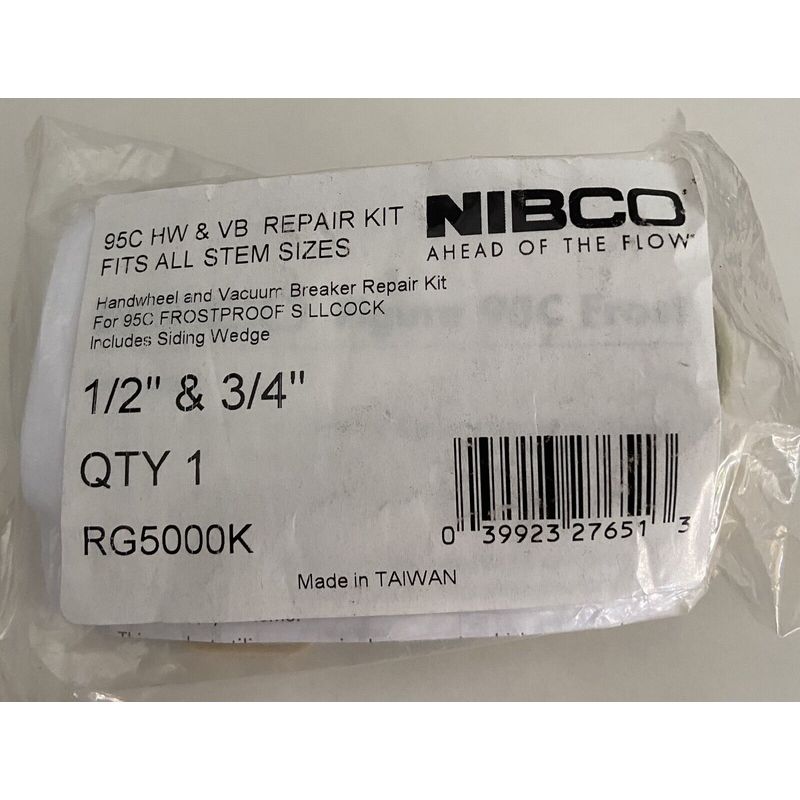 95C HW & VB REPAIR KIT
FITS ALL STEM SIZES
NIBCO
AHEAD OF THE FLOW
Handwheel and Vacuum Breaker Repair Kit
For 95C FROSTPROOF S LLCOCK
Includes Siding Wedge
95C Frost
1/2" & 3/4"
QTY 1
RG5000K
0 39923 27651 3
Made in TAIWAN